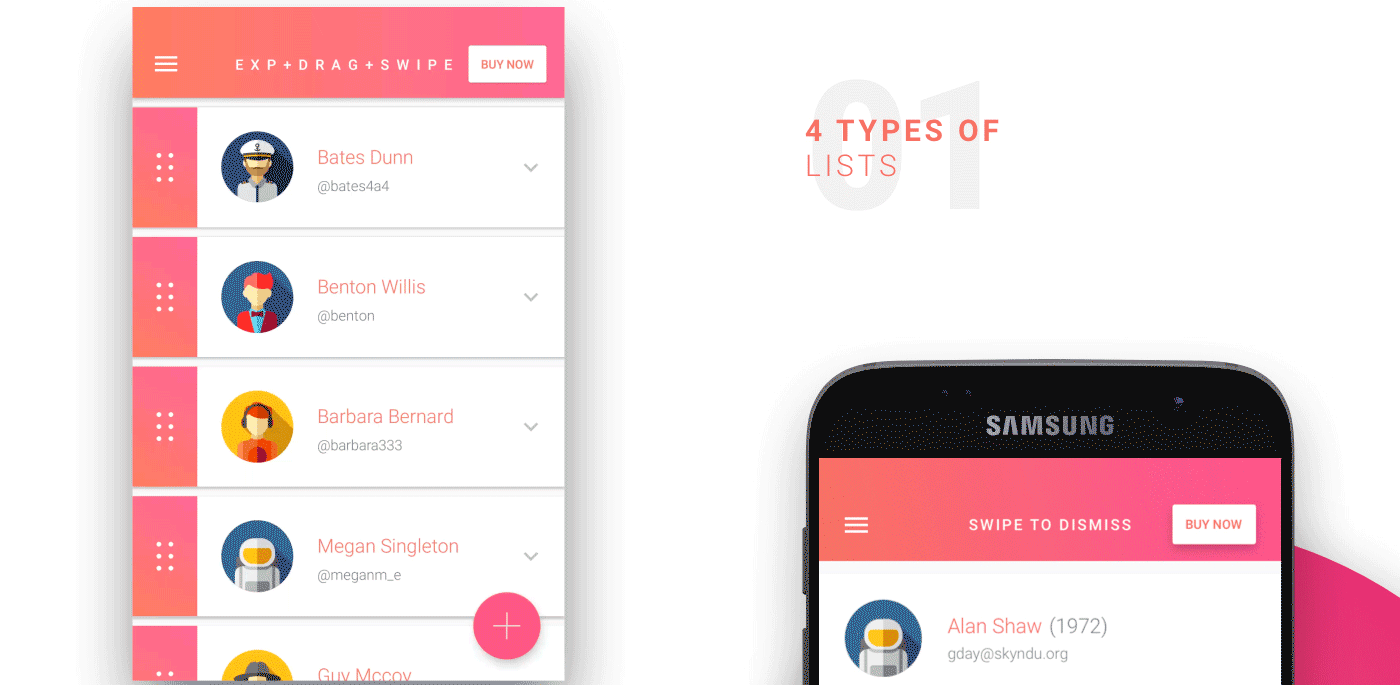 EXP+DRAG+SWIPE
BUY NOW
Bates Dunn
@bates4a4
Benton Willis
@benton
Barbara Bernard
@barbara333
Megan Singleton
@meganm_e
Guy Mccoy
01
4 TYPES OF
LISTS
SAMSUNG
SWIPE TO DISMISS
BUY NOW
Alan Shaw (1972)
gday@skyndu.org